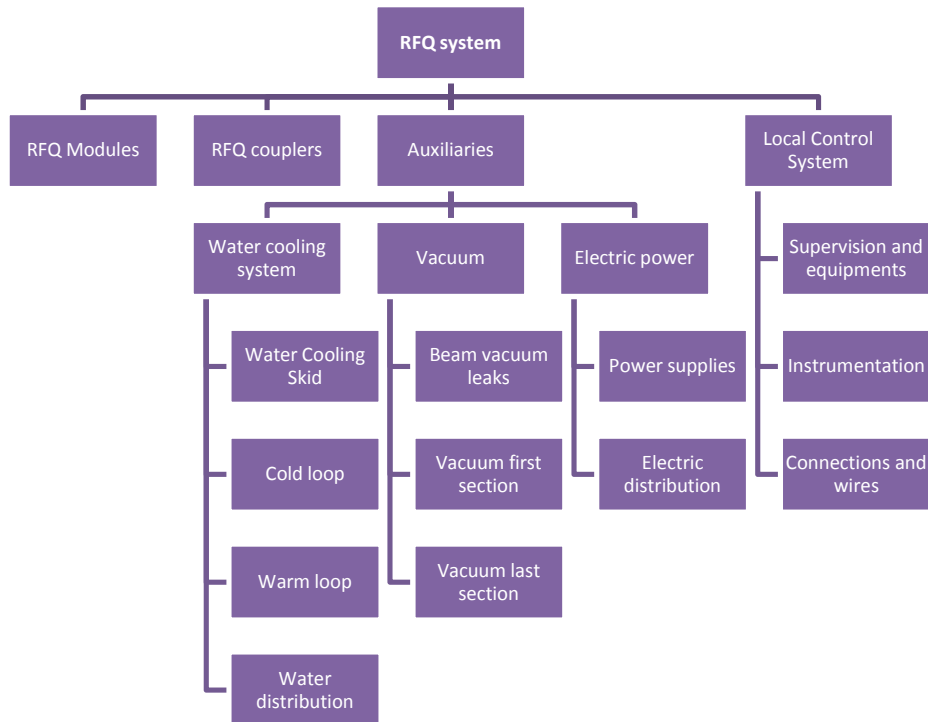 RFQ system
RFQ Modules
RFQ couplers
Auxiliaries
Local Control
System
Water cooling
system
Vacuum
Electric power
Supervision and
equipments
Water Cooling
Skid
Beam vacuum
leaks
Power supplies
Instrumentation
Cold loop
Vacuum first
section
Electric
distribution
Connections and
wires
Warm loop
Vacuum last
section
Water
distribution